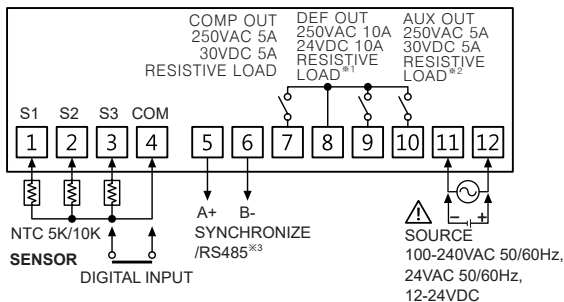 COMP OUT
250VAC 5A
30VDC 5A
RESISTIVE LOAD
DEF OUT
250VAC 10A
24VDC 10A
RESISTIVE
LOAD※1
AUX OUT
250VAC 5A
30VDC 5A
RESISTIVE
LOAD※2
S1 S2 S3 COM
1 2 3 4 5 6 7 8 9 10 11 12
NTC 5K/10K
SENSOR
DIGITAL INPUT
A+ B-
SYNCHRONIZE
/RS485※3
− +
SOURCE
100-240VAC 50/60Hz,
24VAC 50/60Hz,
12-24VDC